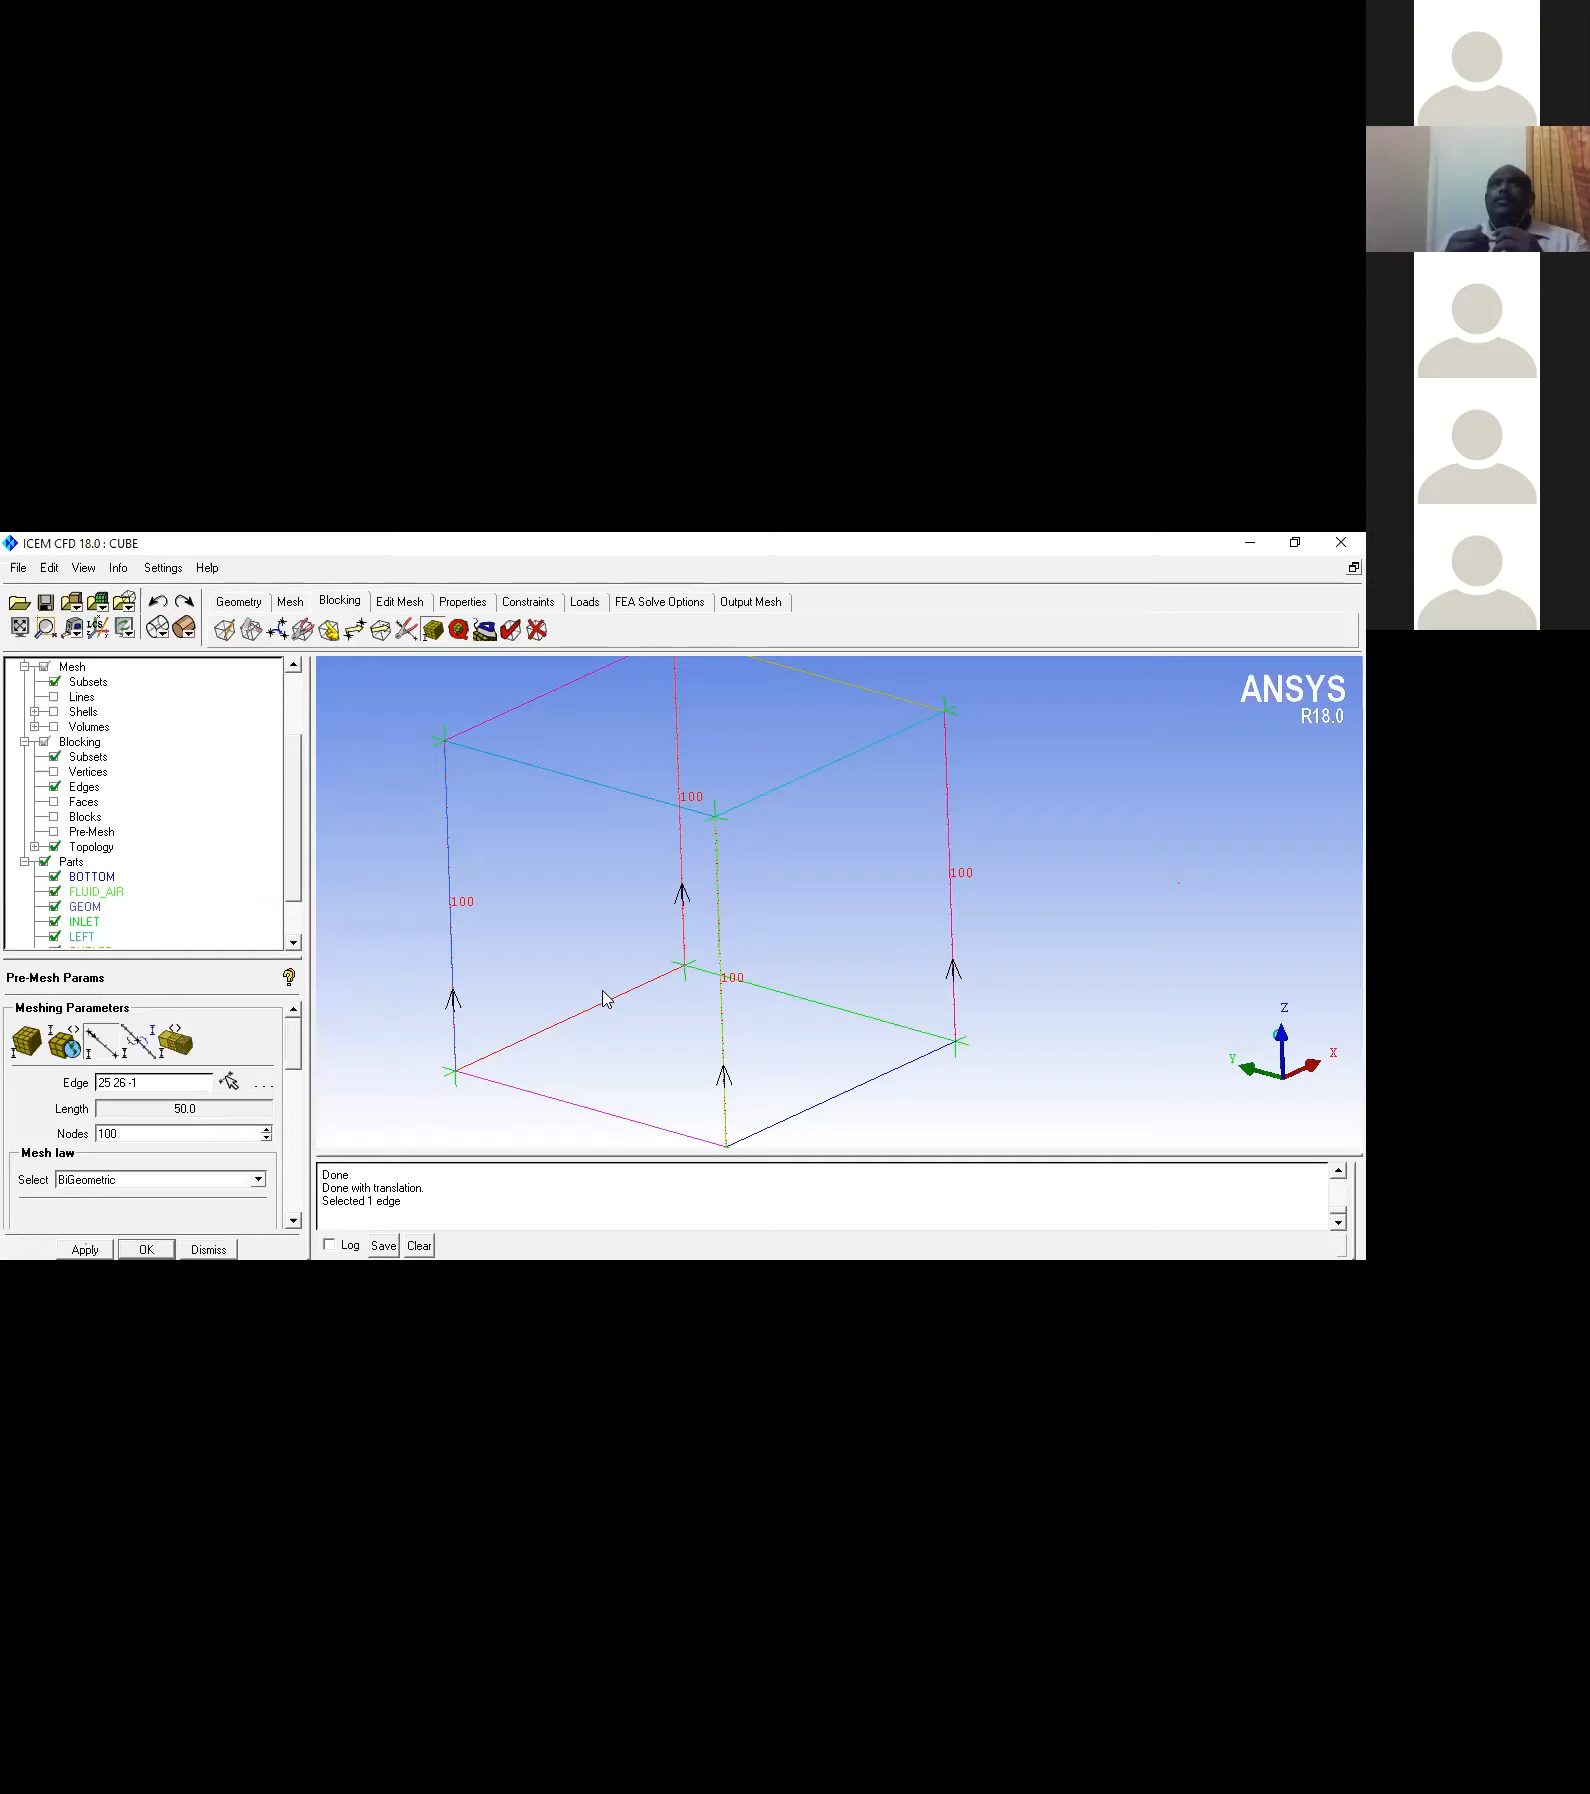 ICEM CFD 18.0 : CUBE
File Edit View Info Settings Help
Geometry Mesh Blocking Edit Mesh Properties Constraints Loads FEA Solve Options Output Mesh
LCS
Mesh
Subsets
Lines
Shells
Volumes
Blocking
Subsets
Vertices
Edges
Faces
Blocks
Pre-Mesh
Topology
Parts
BOTTOM
FLUID_AIR
GEOM
INLET
LEFT
Pre-Mesh Params
Meshing Parameters
Edge 25 26 -1
Length 50.0
Nodes 100
Mesh law
Select BiGeometric
Apply OK Dismiss
ANSYS
R18.0
100
100
100
100
Z
Y
X
Done
Done with translation.
Selected 1 edge
Log Save Clear